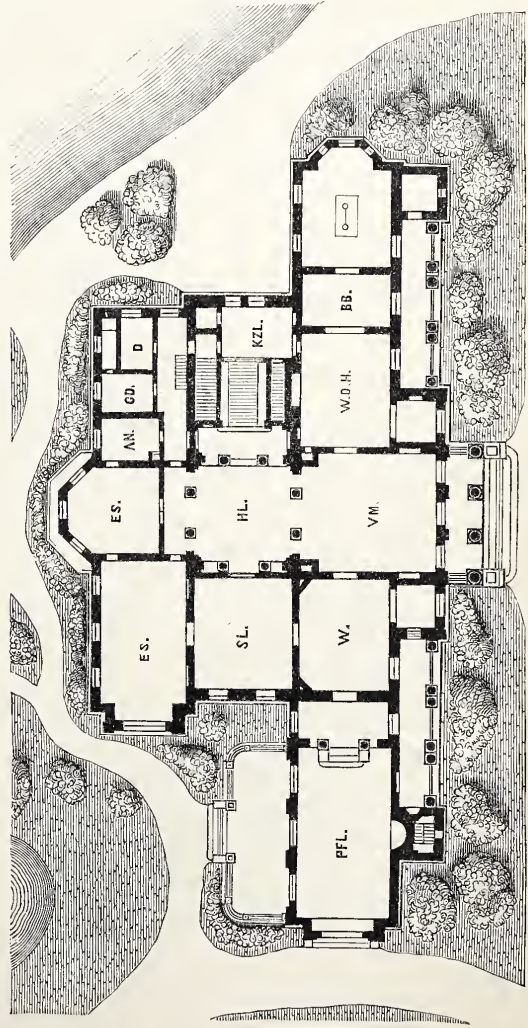 BB.
KZL.
D
W.D.H.
GD.
AN.
ES.
HL.
VM.
ES.
SL.
W.
PFL.